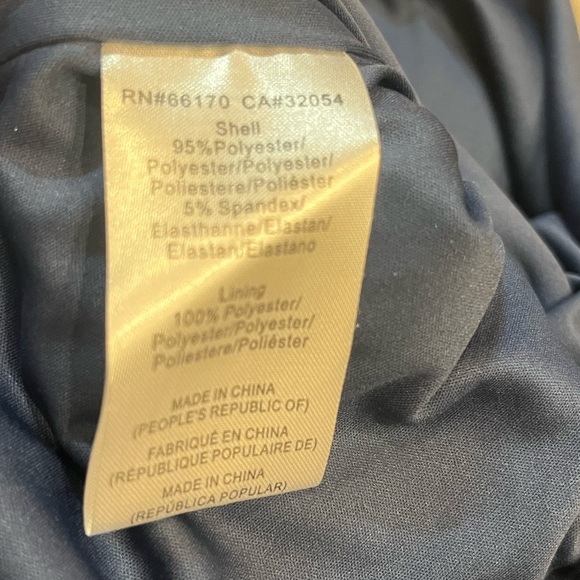 RN#66170 CA#32054
Shell
95%Polyester/
Polyester/Polyester/
Poliestere/Poliéster
5% Spandex/
Élasthanne/Elastan/
Elastan/Elastano
Lining
100% Polyester/
Polyester/Polyester/
Poliestere/Poliéster
MADE IN CHINA
(PEOPLE'S REPUBLIC OF)
FABRIQUÉ EN CHINA
(RÉPUBLIQUE POPULAIRE DE)
MADE IN CHINA
(REPÚBLICA POPULAR)